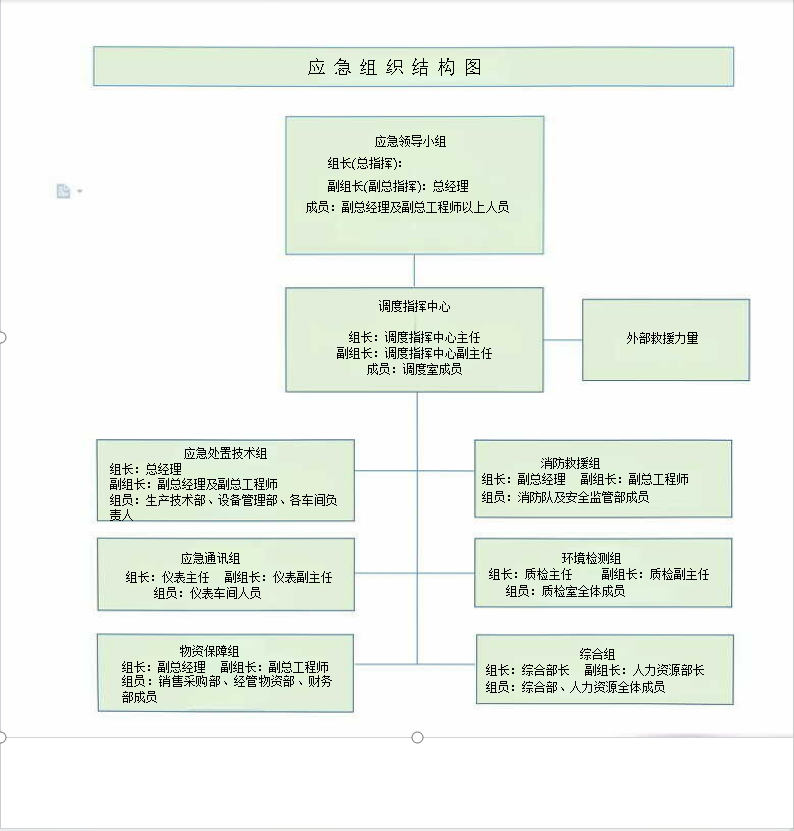 应急组织结构图
应急领导小组
组长(总指挥):
副组长(副总指挥): 总经理
成员: 副总经理及副总工程师以上人员
调度指挥中心
组长: 调度指挥中心主任
副组长: 调度指挥中心副主任
成员: 调度室成员
外部救援力量
应急处置技术组
组长: 总经理
副组长: 副总经理及副总工程师
组员: 生产技术部、设备管理部、各车间负
责人
消防救援组
组长: 副总经理 副组长: 副总工程师
组员: 消防队及安全监管部成员
应急通讯组
组长: 仪表主任 副组长: 仪表副主任
组员: 仪表车间人员
环境检测组
组长: 质检主任 副组长: 质检副主任
组员: 质检室全体成员
物资保障组
组长: 副总经理 副组长: 副总工程师
组员: 销售采购部、经管物资部、财务
部成员
综合组
组长: 综合部长 副组长: 人力资源部长
组员: 综合部、人力资源全体成员